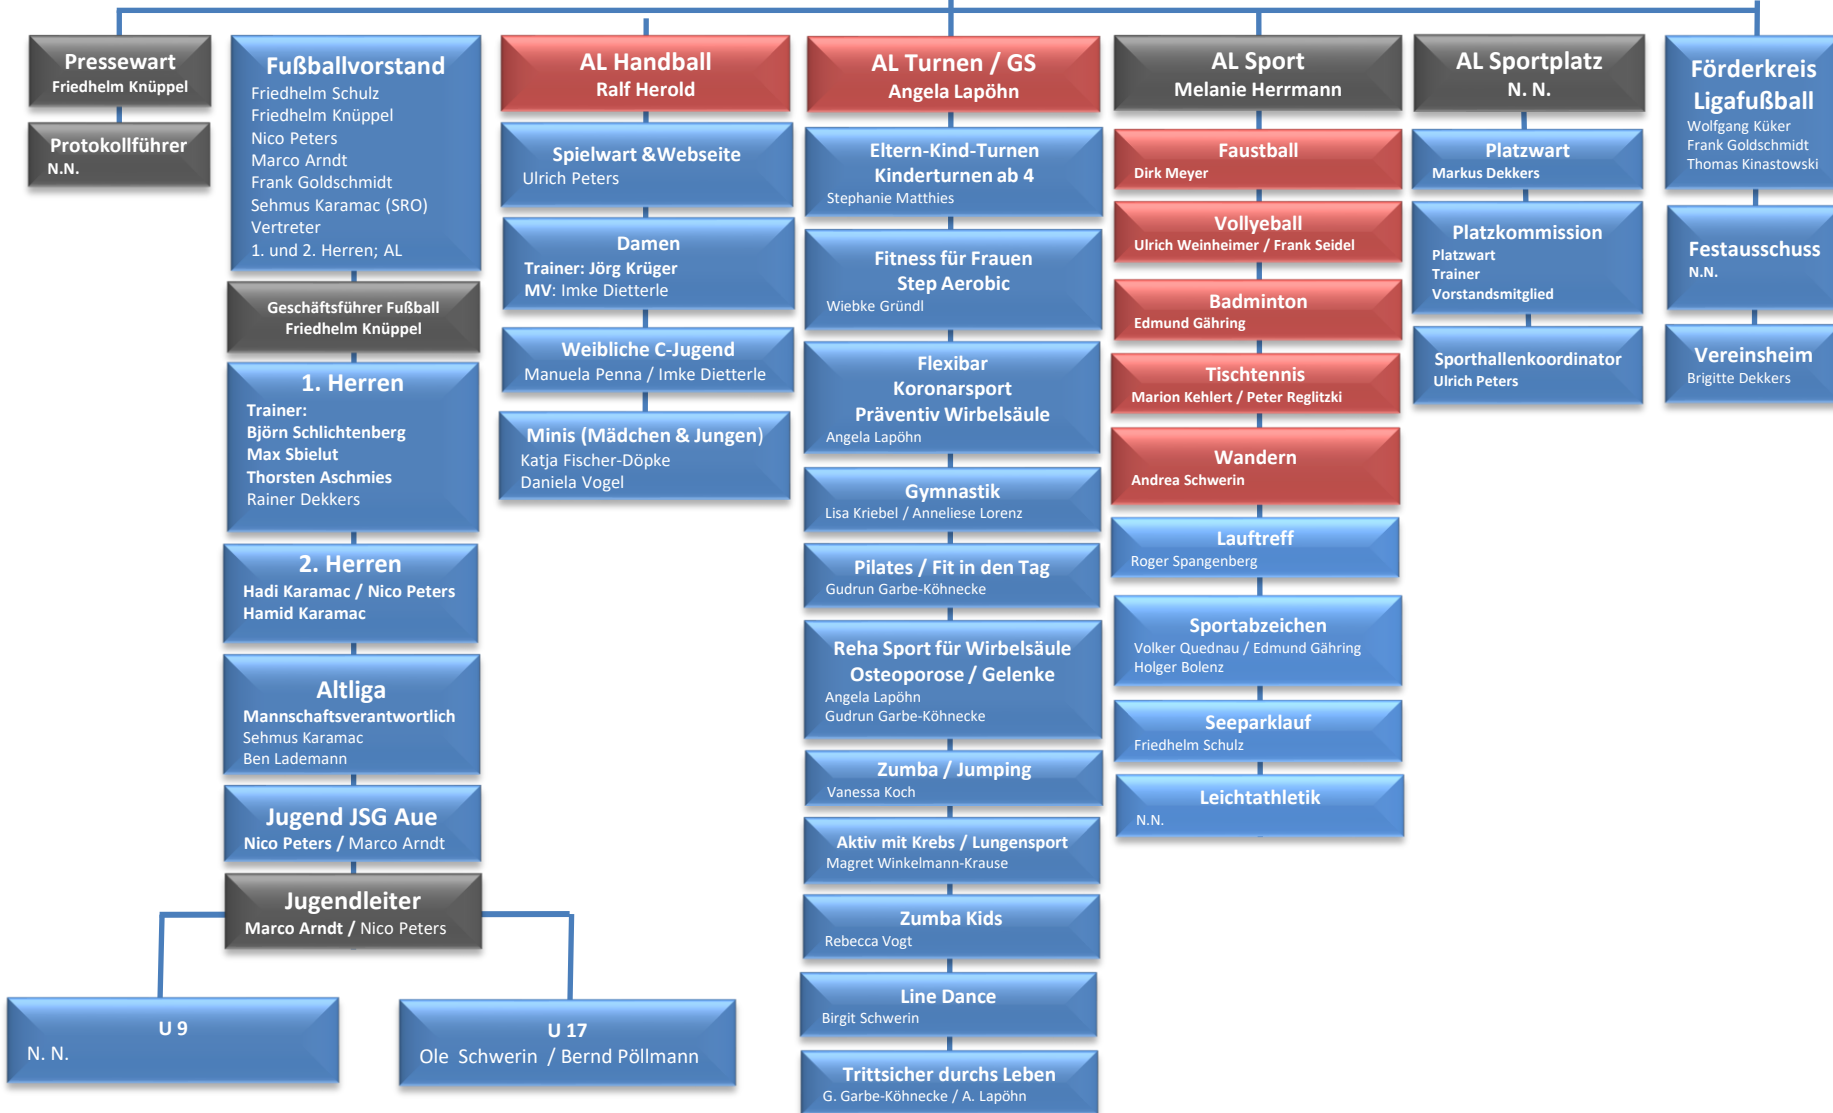 Pressewart
Friedhelm Knüppel
Protokollführer
N.N.
Fußballvorstand
Friedhelm Schulz
Friedhelm Knüppel
Nico Peters
Marco Arndt
Frank Goldschmidt
Sehmus Karamac (SRO)
Vertreter
1. und 2. Herren; AL
Geschäftsführer Fußball
Friedhelm Knüppel
1. Herren
Trainer:
Björn Schlichtenberg
Max Sbielut
Thorsten Aschmies
Rainer Dekkers
2. Herren
Hadi Karamac / Nico Peters
Hamid Karamac
Altliga
Mannschaftsverantwortlich
Sehmus Karamac
Ben Lademann
Jugend JSG Aue
Nico Peters / Marco Arndt
Jugendleiter
Marco Arndt / Nico Peters
U 9
N. N.
U 17
Ole Schwerin / Bernd Pöllmann
AL Handball
Ralf Herold
Spielwart &Webseite
Ulrich Peters
Damen
Trainer: Jörg Krüger
MV: Imke Dietterle
Weibliche C-Jugend
Manuela Penna / Imke Dietterle
Minis (Mädchen & Jungen)
Katja Fischer-Döpke
Daniela Vogel
AL Turnen / GS
Angela Lapöhn
Eltern-Kind-Turnen
Kinderturnen ab 4
Stephanie Matthies
Fitness für Frauen
Step Aerobic
Wiebke Gründl
Flexibar
Koronarsport
Präventiv Wirbelsäule
Angela Lapöhn
Gymnastik
Lisa Kriebel / Anneliese Lorenz
Pilates / Fit in den Tag
Gudrun Garbe-Köhnecke
Reha Sport für Wirbelsäule
Osteoporose / Gelenke
Angela Lapöhn
Gudrun Garbe-Köhnecke
Zumba / Jumping
Vanessa Koch
Aktiv mit Krebs / Lungensport
Magret Winkelmann-Krause
Zumba Kids
Rebecca Vogt
Line Dance
Birgit Schwerin
Trittsicher durchs Leben
G. Garbe-Köhnecke / A. Lapöhn
AL Sport
Melanie Herrmann
Faustball
Dirk Meyer
Vollyeball
Ulrich Weinheimer / Frank Seidel
Badminton
Edmund Gähring
Tischtennis
Marion Kehlert / Peter Reglitzki
Wandern
Andrea Schwerin
Lauftreff
Roger Spangenberg
Sportabzeichen
Volker Quednau / Edmund Gähring
Holger Bolenz
Seeparklauf
Friedhelm Schulz
Leichtathletik
N.N.
AL Sportplatz
N. N.
Platzwart
Markus Dekkers
Platzkommission
Platzwart
Trainer
Vorstandsmitglied
Sporthallenkoordinator
Ulrich Peters
Förderkreis
Ligafußball
Wolfgang Küker
Frank Goldschmidt
Thomas Kinastowski
Festausschuss
N.N.
Vereinsheim
Brigitte Dekkers